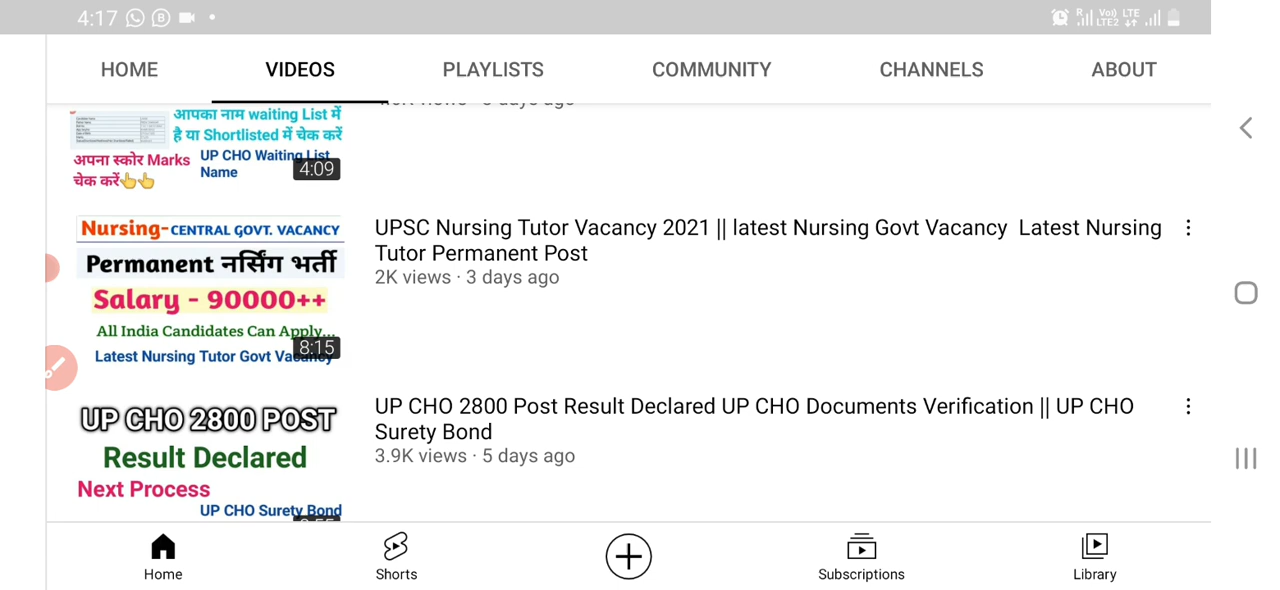 4:17
Vo) LTE
LTE2
HOME VIDEOS PLAYLISTS COMMUNITY CHANNELS ABOUT
आपका नाम waiting List में
है या Shortlisted में चेक करें
अपना स्कोर Marks
चेक करें👆👆
UP CHO Waiting List
Name
4:09
Nursing-CENTRAL GOVT. VACANCY
Permanent नर्सिंग भर्ती
Salary - 90000++
All India Candidates Can Apply...
Latest Nursing Tutor Govt Vacancy
8:15
UPSC Nursing Tutor Vacancy 2021 || latest Nursing Govt Vacancy Latest Nursing
Tutor Permanent Post
2K views · 3 days ago
UP CHO 2800 POST
Result Declared
Next Process
UP CHO Surety Bond
UP CHO 2800 Post Result Declared UP CHO Documents Verification || UP CHO
Surety Bond
3.9K views · 5 days ago
Home Shorts Subscriptions Library